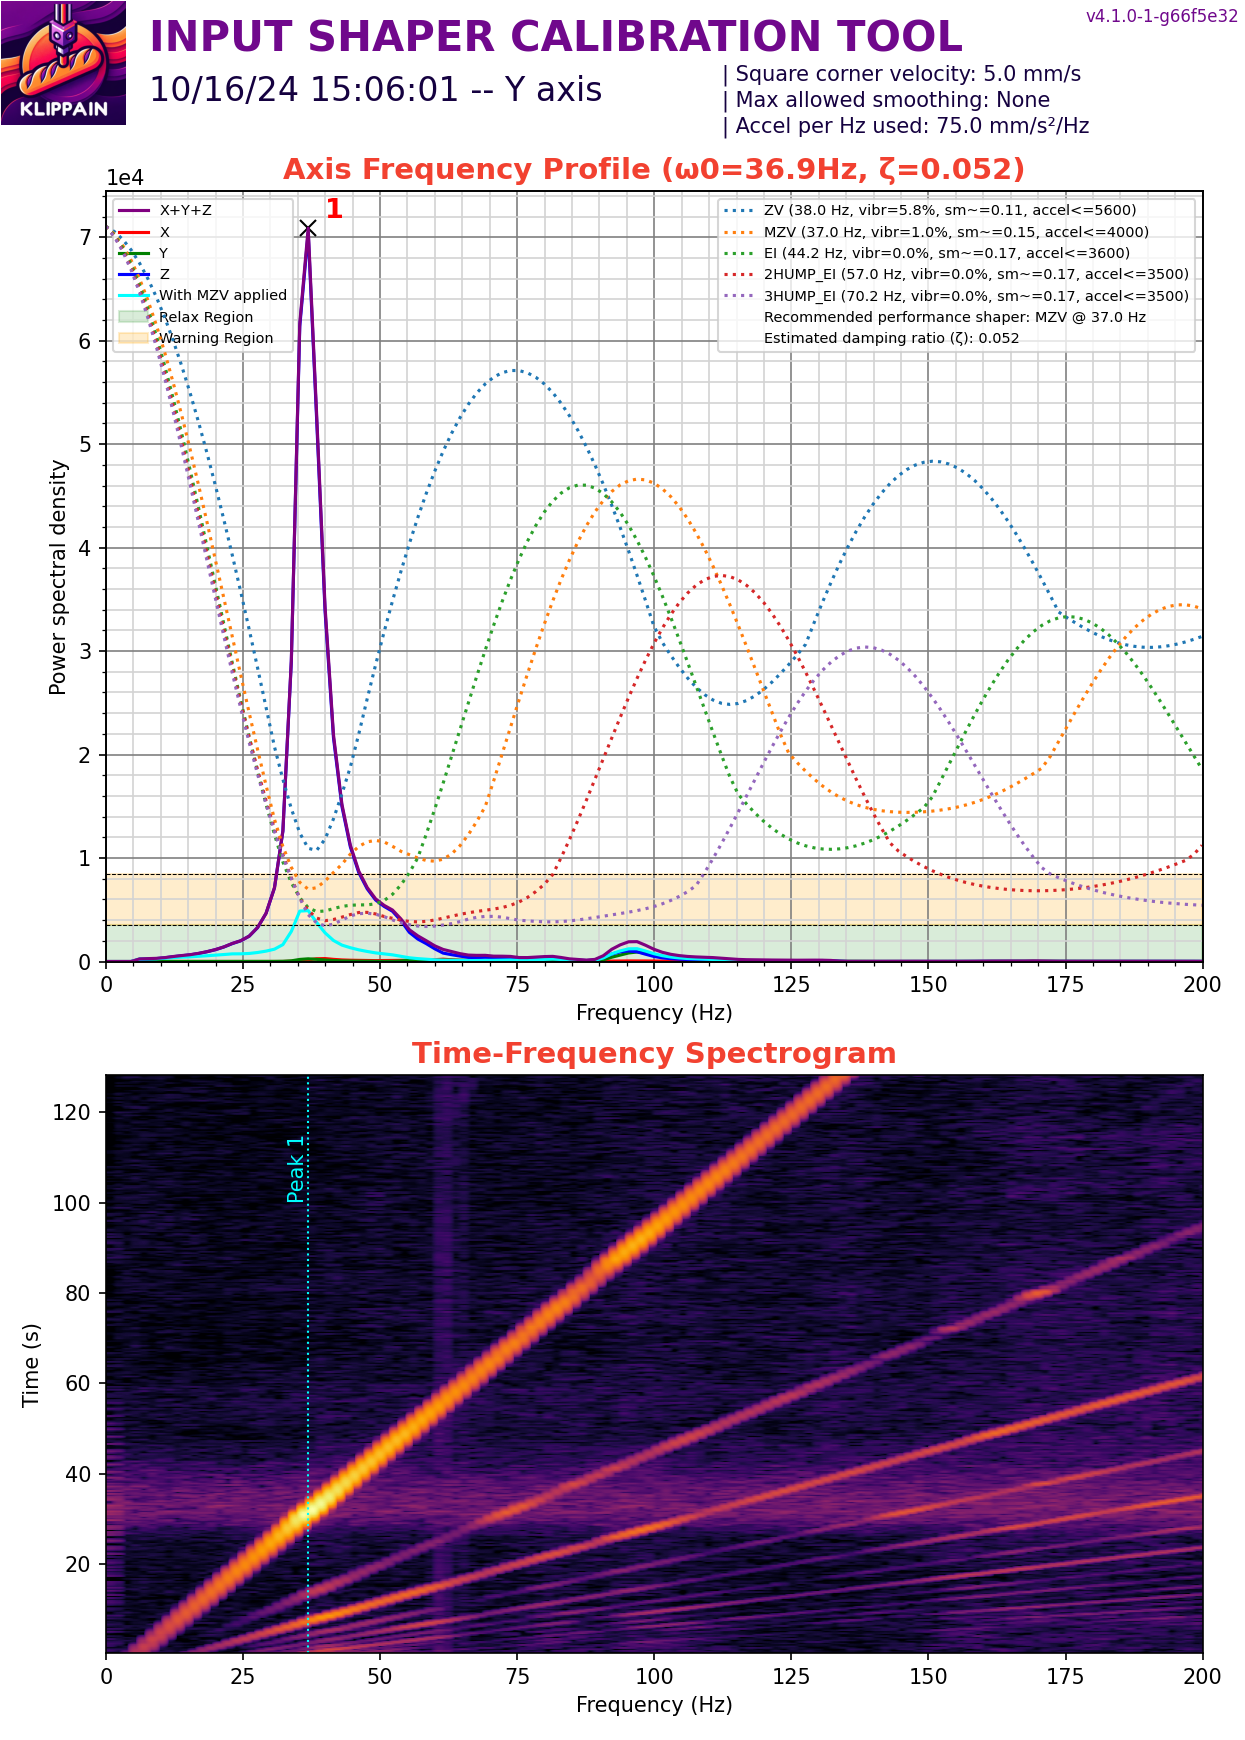 v4.1.0-1-g66f5e32
INPUT SHAPER CALIBRATION TOOL
10/16/24 15:06:01 -- Y axis
| Square corner velocity: 5.0 mm/s
| Max allowed smoothing: None
| Accel per Hz used: 75.0 mm/s²/Hz
KLIPPAIN
Axis Frequency Profile (ω0=36.9Hz, ζ=0.052)
1e4
X+Y+Z
X
Y
Z
With MZV applied
Relax Region
Warning Region
1
ZV (38.0 Hz, vibr=5.8%, sm~=0.11, accel<=5600)
MZV (37.0 Hz, vibr=1.0%, sm~=0.15, accel<=4000)
EI (44.2 Hz, vibr=0.0%, sm~=0.17, accel<=3600)
2HUMP_EI (57.0 Hz, vibr=0.0%, sm~=0.17, accel<=3500)
3HUMP_EI (70.2 Hz, vibr=0.0%, sm~=0.17, accel<=3500)
Recommended performance shaper: MZV @ 37.0 Hz
Estimated damping ratio (ζ): 0.052
7
6
5
4
3
2
1
0
Power spectral density
0 25 50 75 100 125 150 175 200
Frequency (Hz)
Time-Frequency Spectrogram
120
100
80
60
40
20
Time (s)
Peak 1
0 25 50 75 100 125 150 175 200
Frequency (Hz)